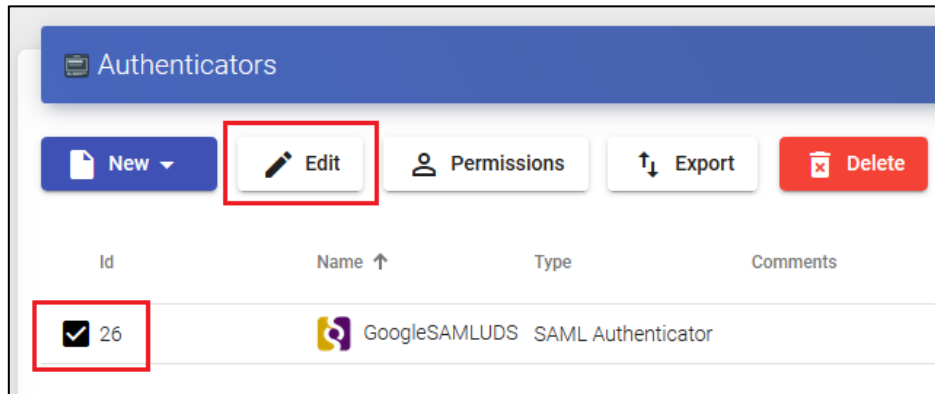 Authenticators
New Edit Permissions Export Delete
Id Name Type Comments
26 GoogleSAMLUDS SAML Authenticator